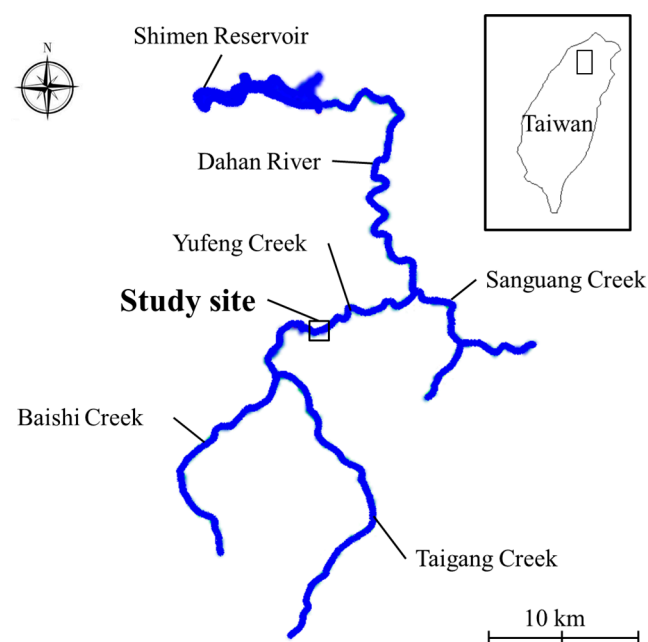 Shimen Reservoir
N
Taiwan
Dahan River
Yufeng Creek
Sanguang Creek
Study site
Baishi Creek
Taigang Creek
10 km